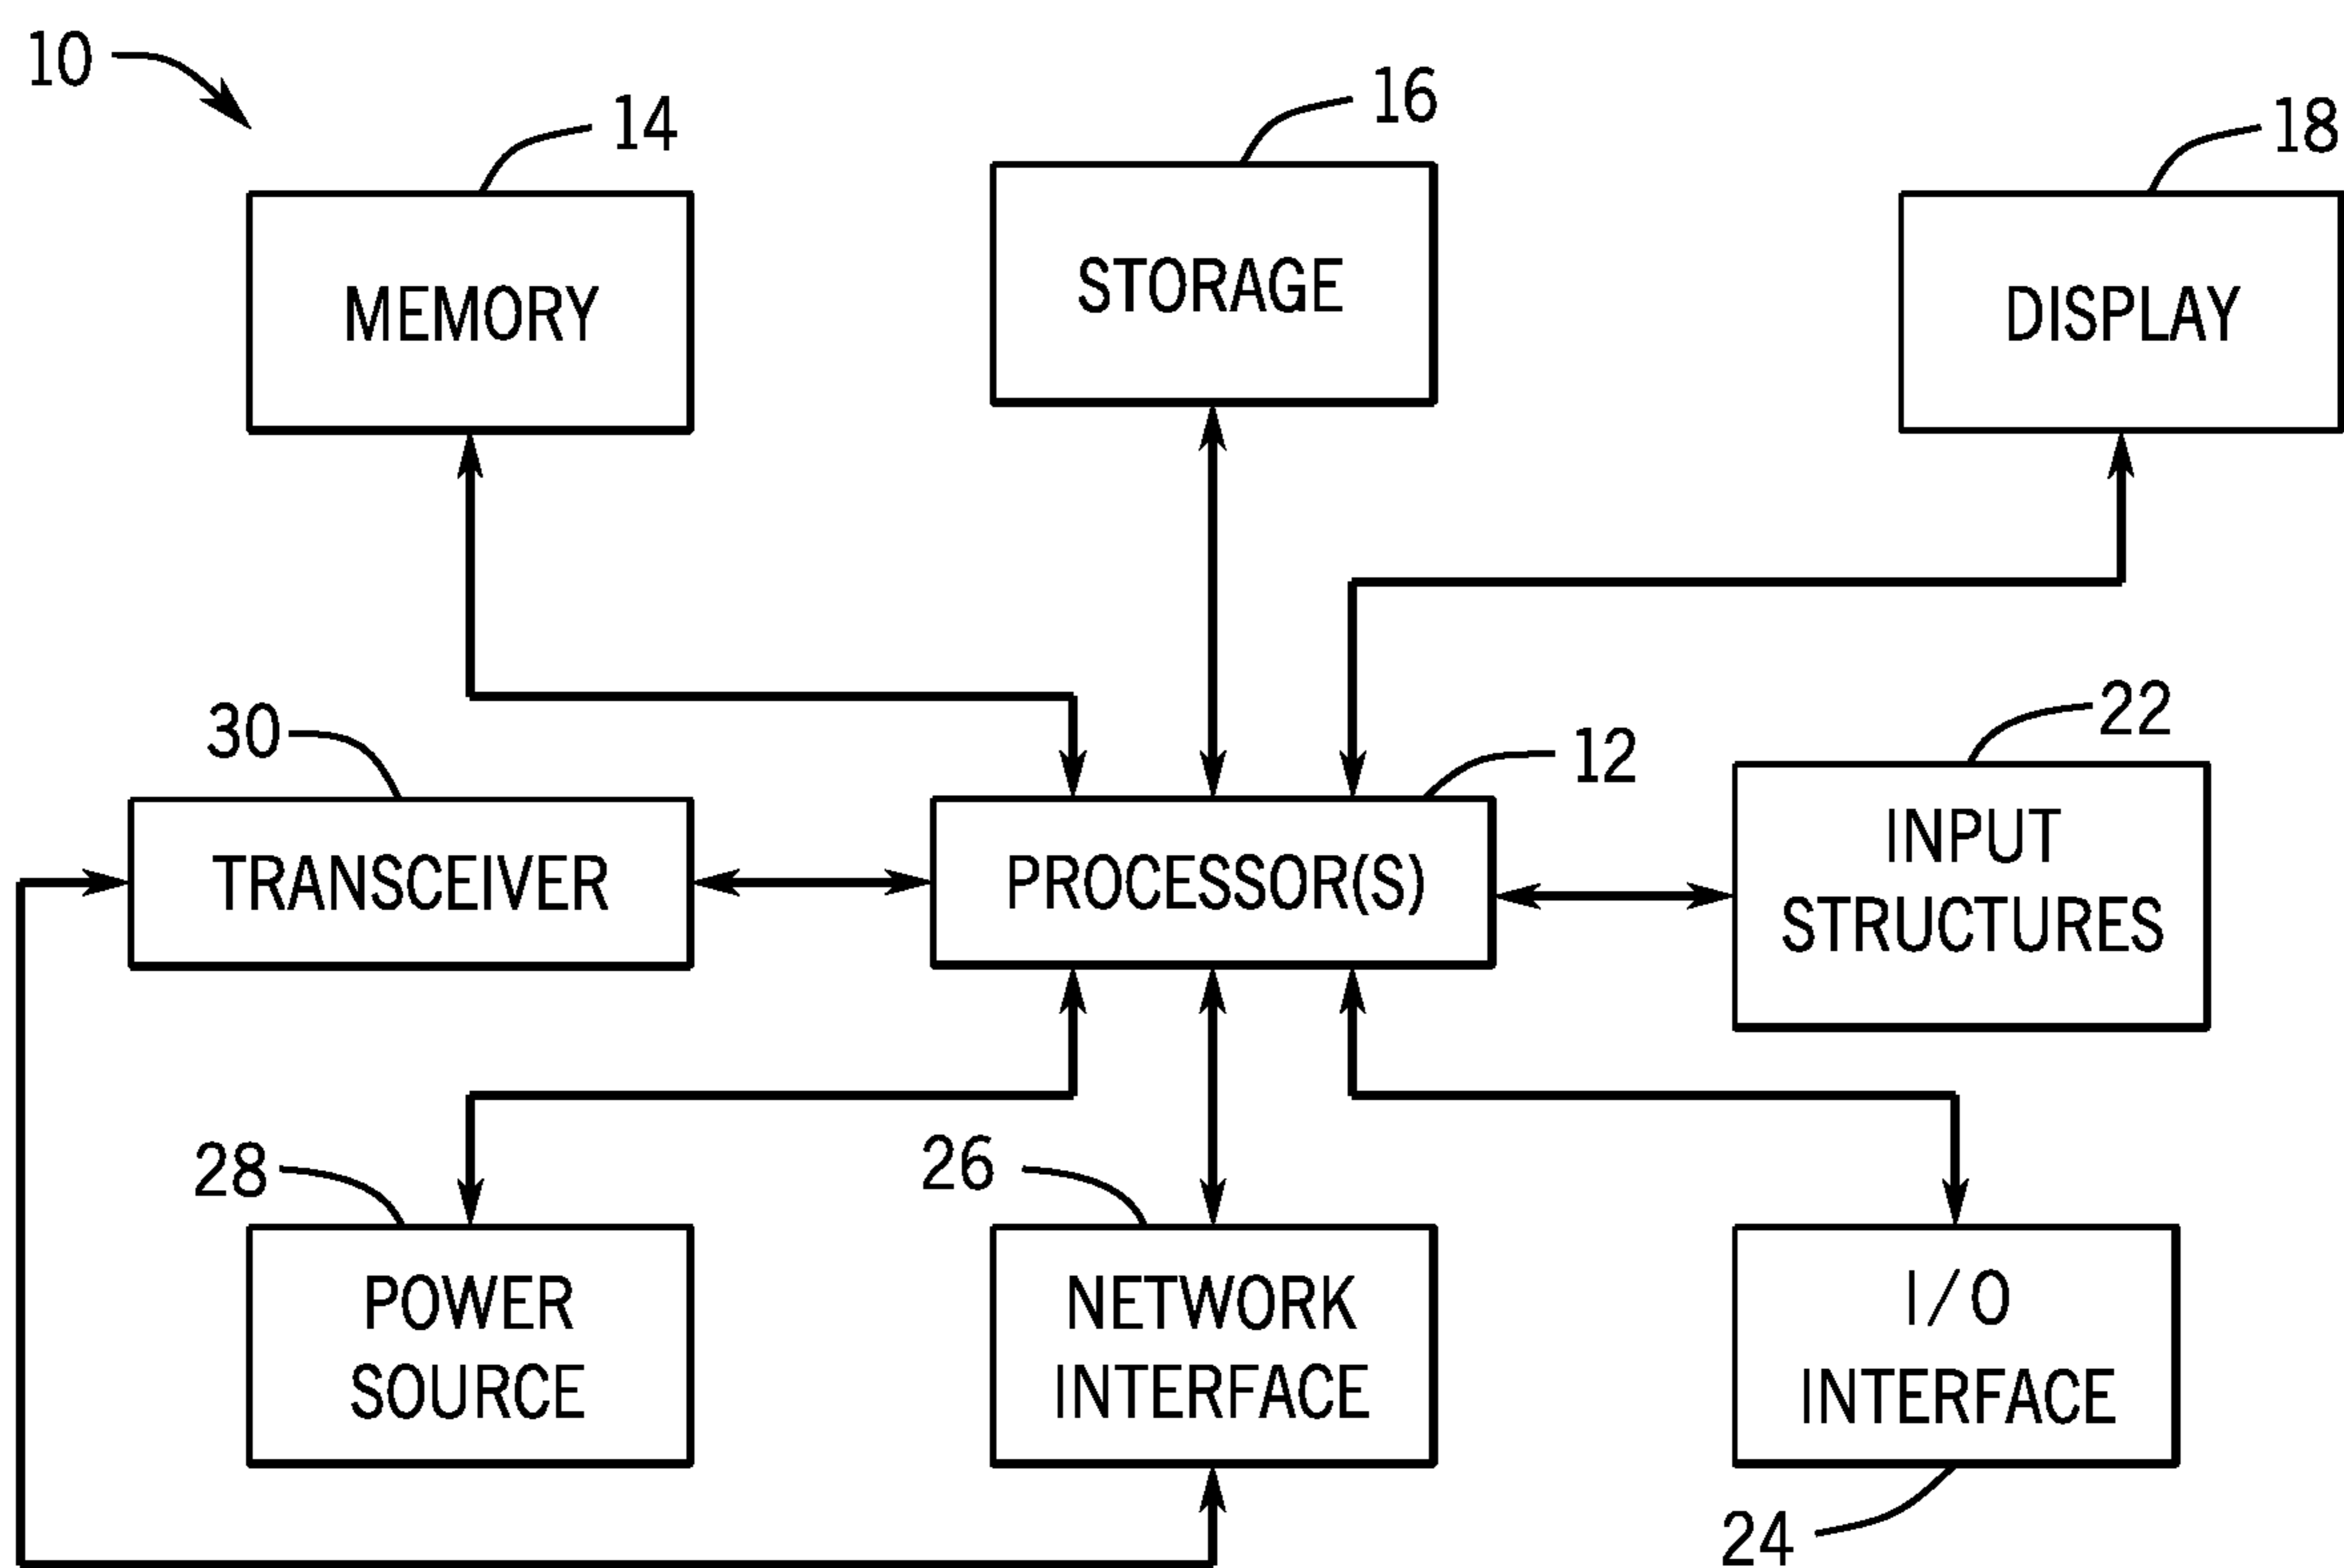 10
14
16
18
MEMORY
STORAGE
DISPLAY
30
12
22
TRANSCEIVER
PROCESSOR(S)
INPUT
STRUCTURES
28
26
POWER
SOURCE
NETWORK
INTERFACE
I/O
INTERFACE
24